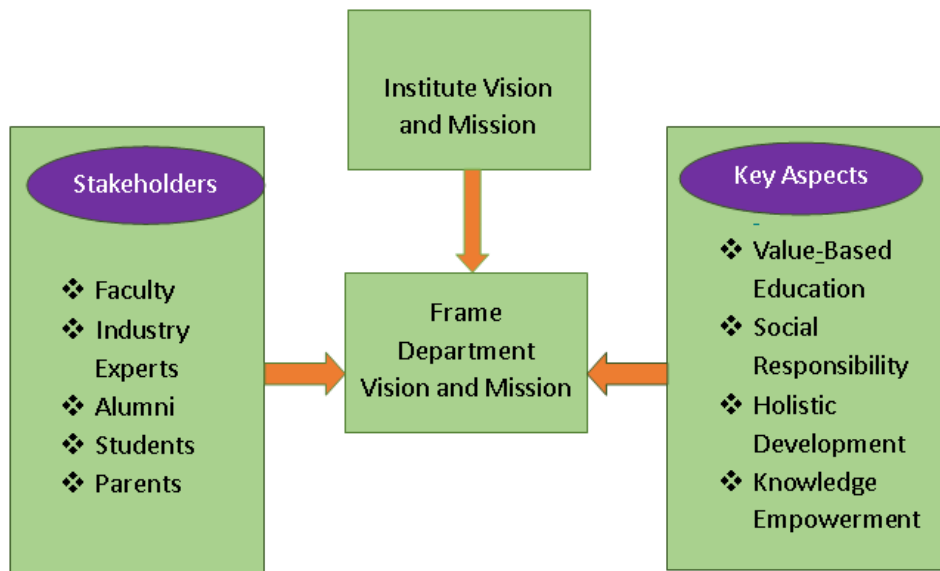 Institute Vision
and Mission
Stakeholders
❖ Faculty
❖ Industry
Experts
❖ Alumni
❖ Students
❖ Parents
Frame
Department
Vision and Mission
Key Aspects
❖ Value-Based
Education
❖ Social
Responsibility
❖ Holistic
Development
❖ Knowledge
Empowerment